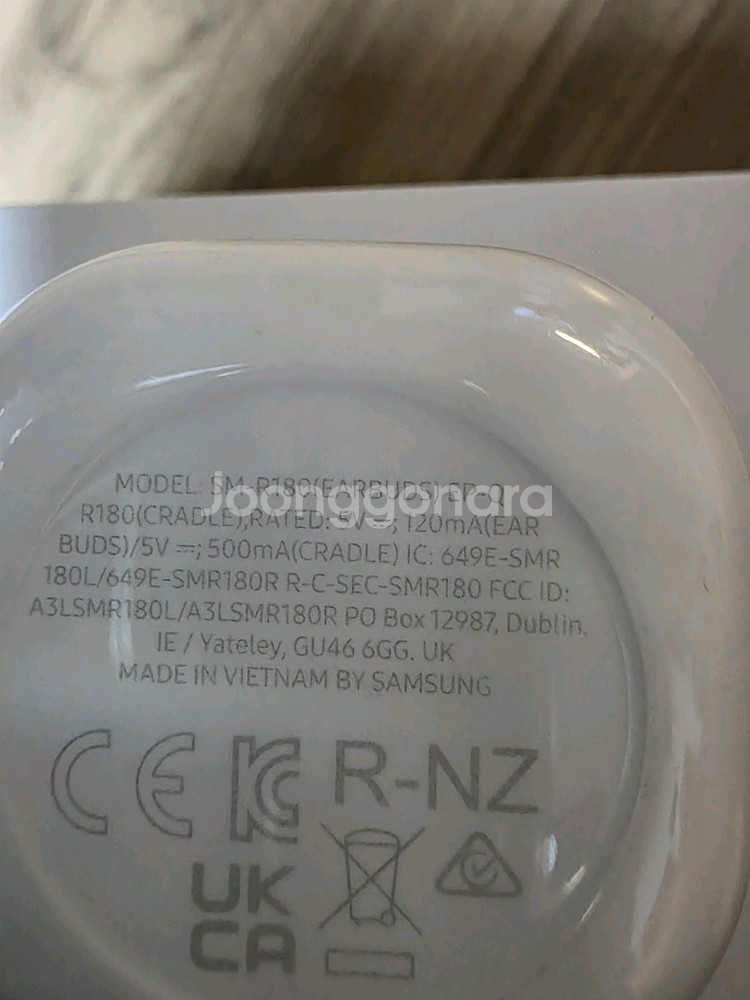 MODEL: SM-R180(EARBUDS) EP-Q
Joonggonara
R180(CRADLE),RATED: 5V⎓; 120mA(EAR
BUDS)/5V ⎓; 500mA(CRADLE) IC: 649E-SMR
180L/649E-SMR180R R-C-SEC-SMR180 FCC ID:
A3LSMR180L/A3LSMR180R PO Box 12987, Dublin.
IE / Yateley, GU46 6GG. UK
MADE IN VIETNAM BY SAMSUNG
CE KC R-NZ
UK
CA